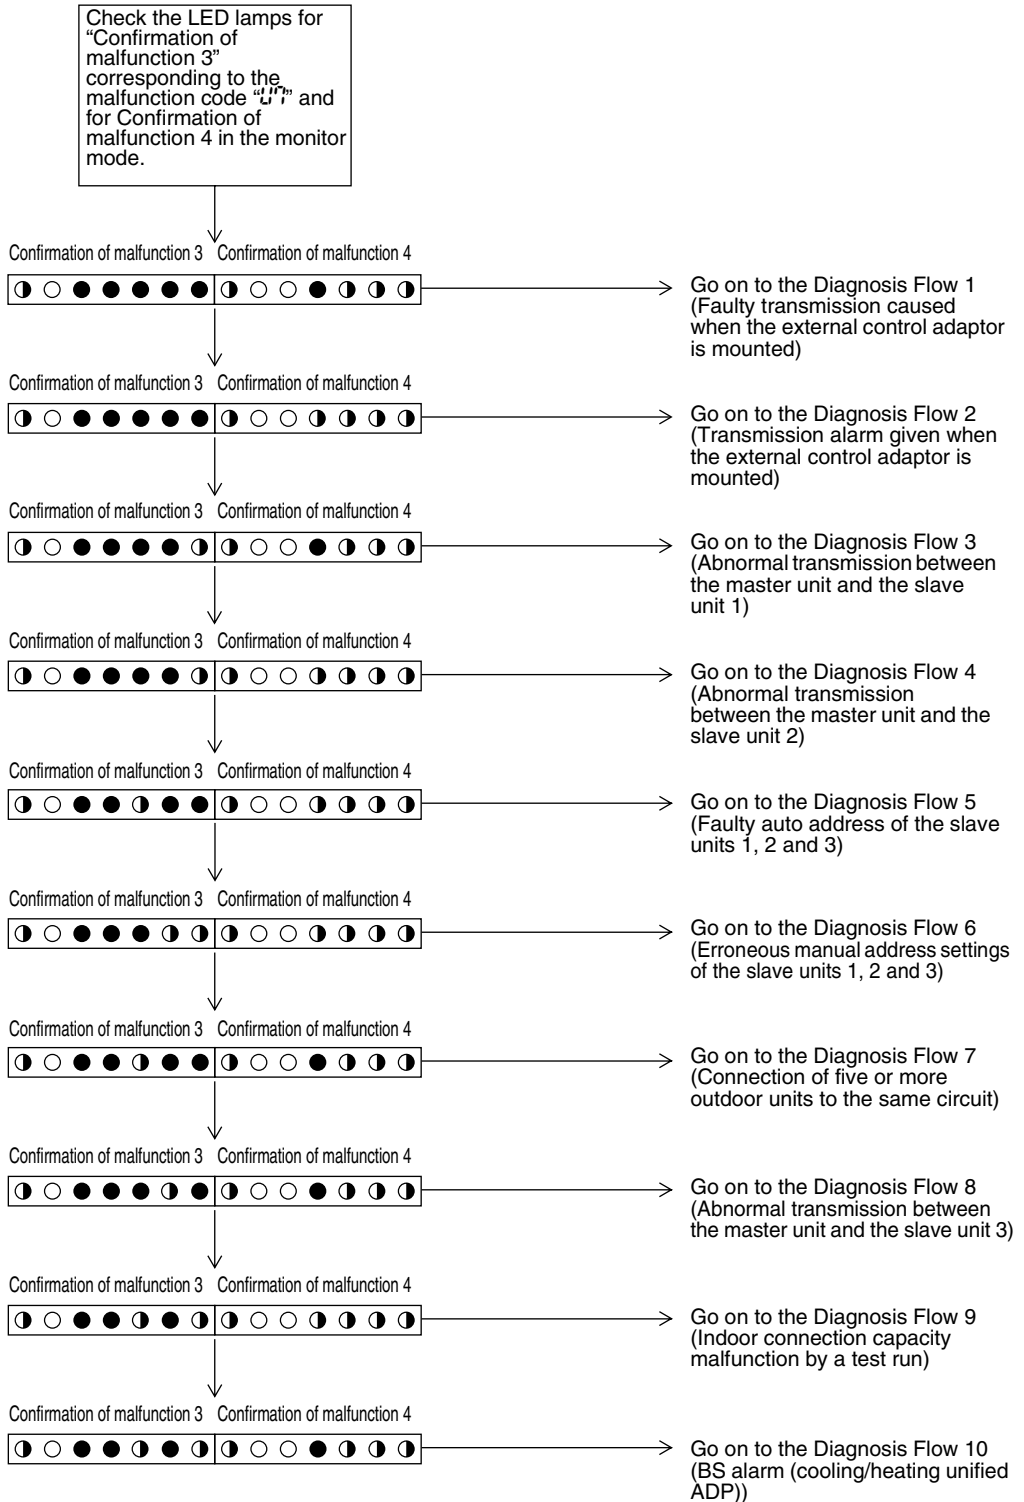 Check the LED lamps for
“Confirmation of
malfunction 3”
corresponding to the
malfunction code “U7” and
for Confirmation of
malfunction 4 in the monitor
mode.
Confirmation of malfunction 3 Confirmation of malfunction 4
Go on to the Diagnosis Flow 1
(Faulty transmission caused
when the external control adaptor
is mounted)
Confirmation of malfunction 3 Confirmation of malfunction 4
Go on to the Diagnosis Flow 2
(Transmission alarm given when
the external control adaptor is
mounted)
Confirmation of malfunction 3 Confirmation of malfunction 4
Go on to the Diagnosis Flow 3
(Abnormal transmission between
the master unit and the slave
unit 1)
Confirmation of malfunction 3 Confirmation of malfunction 4
Go on to the Diagnosis Flow 4
(Abnormal transmission
between the master unit and the
slave unit 2)
Confirmation of malfunction 3 Confirmation of malfunction 4
Go on to the Diagnosis Flow 5
(Faulty auto address of the slave
units 1, 2 and 3)
Confirmation of malfunction 3 Confirmation of malfunction 4
Go on to the Diagnosis Flow 6
(Erroneous manual address settings
of the slave units 1, 2 and 3)
Confirmation of malfunction 3 Confirmation of malfunction 4
Go on to the Diagnosis Flow 7
(Connection of five or more
outdoor units to the same circuit)
Confirmation of malfunction 3 Confirmation of malfunction 4
Go on to the Diagnosis Flow 8
(Abnormal transmission between
the master unit and the slave unit 3)
Confirmation of malfunction 3 Confirmation of malfunction 4
Go on to the Diagnosis Flow 9
(Indoor connection capacity
malfunction by a test run)
Confirmation of malfunction 3 Confirmation of malfunction 4
Go on to the Diagnosis Flow 10
(BS alarm (cooling/heating unified
ADP))